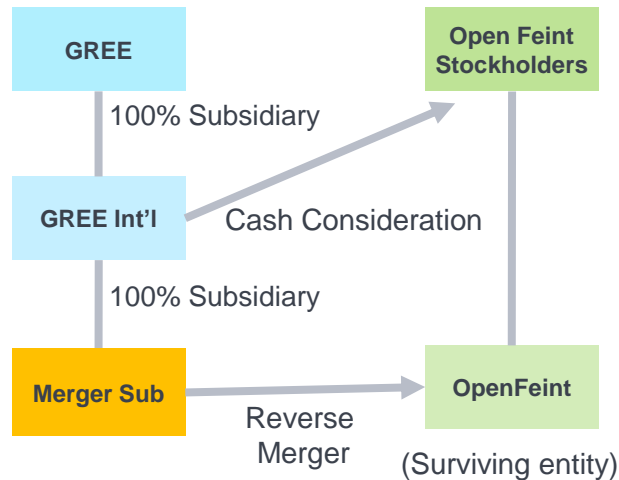 GREE
Open Feint
Stockholders
100% Subsidiary
GREE Int'l
Cash Consideration
100% Subsidiary
Merger Sub
OpenFeint
Reverse
Merger
(Surviving entity)